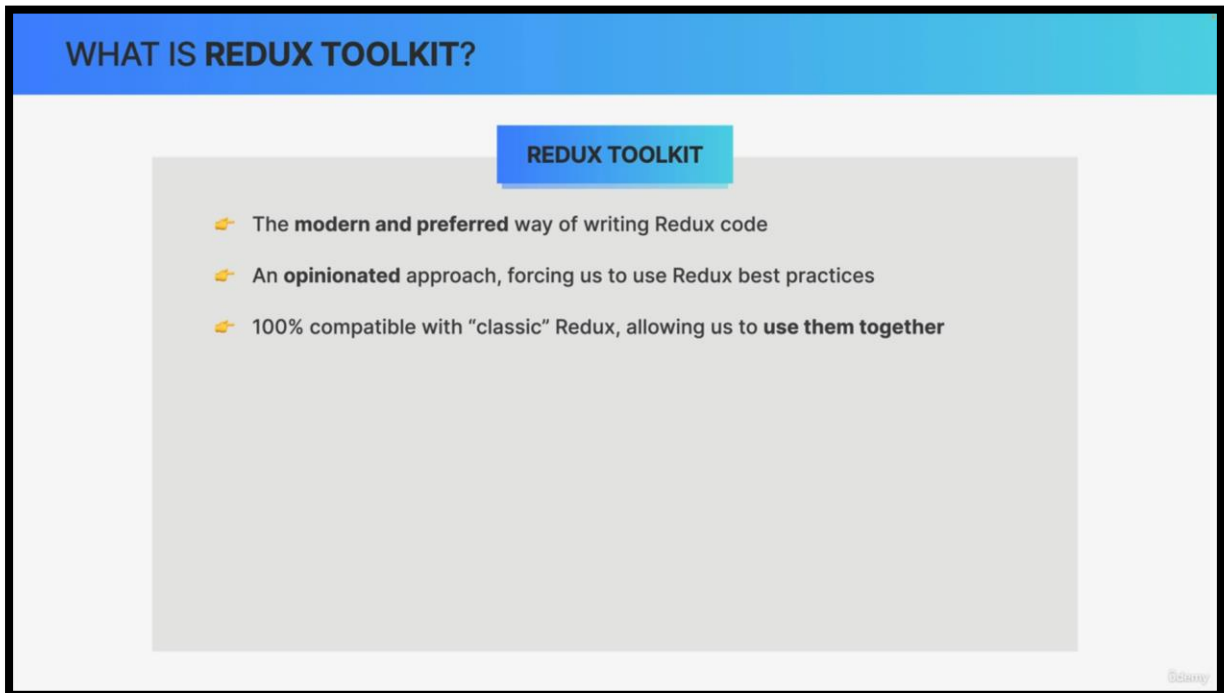 WHAT IS REDUX TOOLKIT?
REDUX TOOLKIT
👉 The modern and preferred way of writing Redux code
👉 An opinionated approach, forcing us to use Redux best practices
👉 100% compatible with “classic” Redux, allowing us to use them together
ûdemy